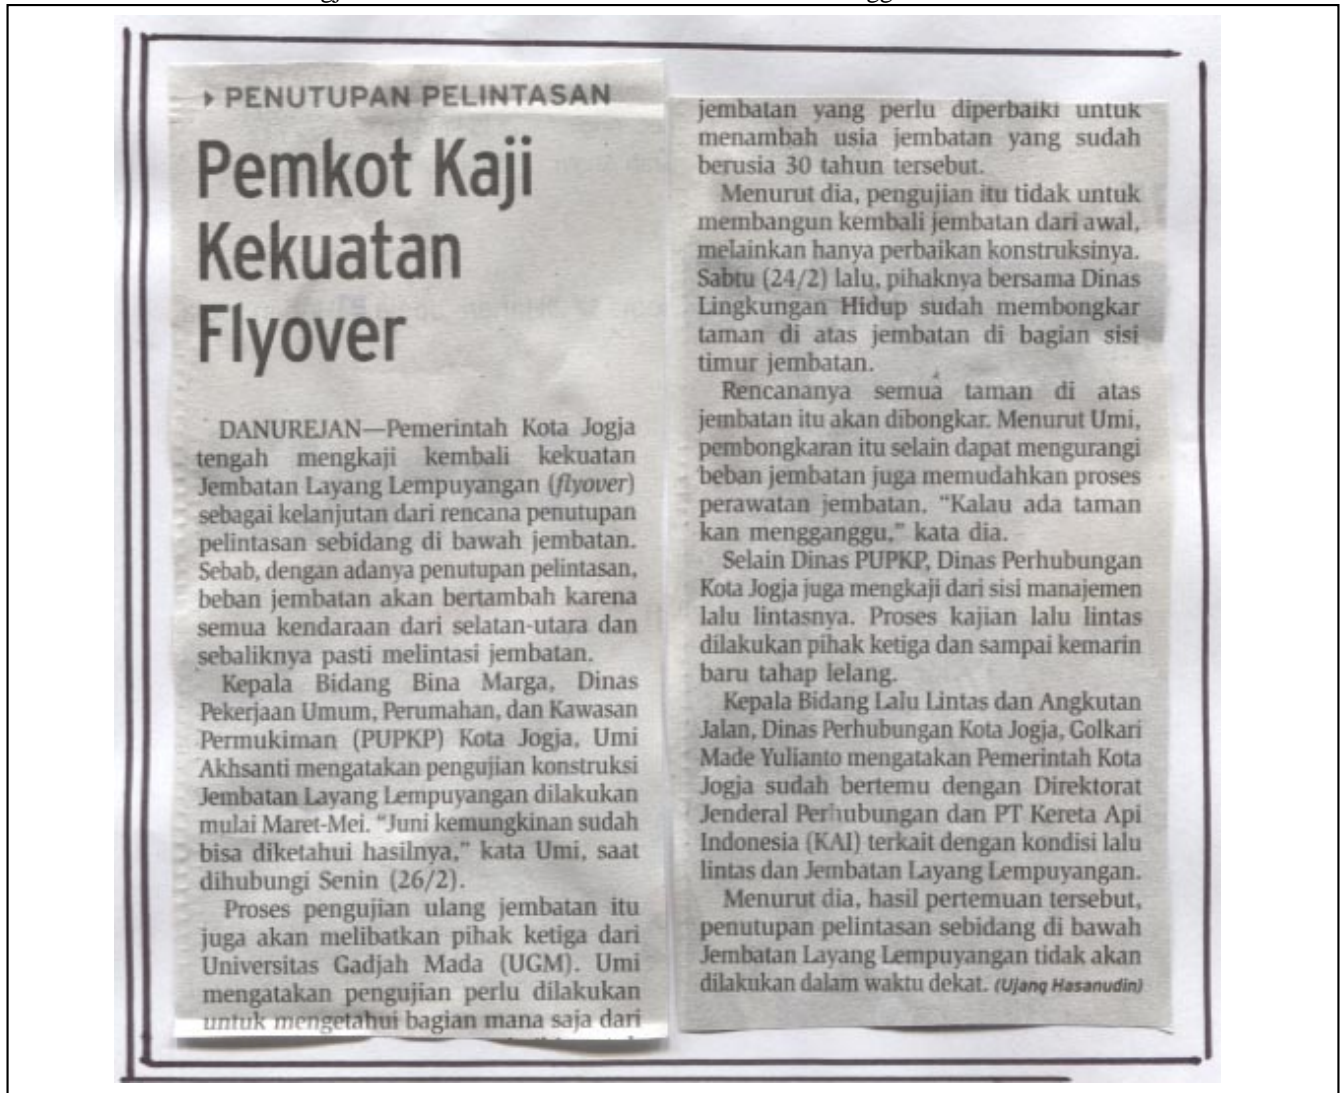 PENUTUPAN PELINTASAN
Pemkot Kaji
Kekuatan
Flyover
DANUREJAN—Pemerintah Kota Jogja
tengah mengkaji kembali kekuatan
Jembatan Layang Lempuyangan (flyover)
sebagai kelanjutan dari rencana penutupan
pelintasan sebidang di bawah jembatan.
Sebab, dengan adanya penutupan pelintasan,
beban jembatan akan bertambah karena
semua kendaraan dari selatan-utara dan
sebaliknya pasti melintasi jembatan.
Kepala Bidang Bina Marga, Dinas
Pekerjaan Umum, Perumahan, dan Kawasan
Permukiman (PUPKP) Kota Jogja, Umi
Akhsanti mengatakan pengujian konstruksi
Jembatan Layang Lempuyangan dilakukan
mulai Maret-Mei. “Juni kemungkinan sudah
bisa diketahui hasilnya,” kata Umi, saat
dihubungi Senin (26/2).
Proses pengujian ulang jembatan itu
juga akan melibatkan pihak ketiga dari
Universitas Gadjah Mada (UGM). Umi
mengatakan pengujian perlu dilakukan
untuk mengetahui bagian mana saja dari
jembatan yang perlu diperbaiki untuk
menambah usia jembatan yang sudah
berusia 30 tahun tersebut.
Menurut dia, pengujian itu tidak untuk
membangun kembali jembatan dari awal,
melainkan hanya perbaikan konstruksinya.
Sabtu (24/2) lalu, pihaknya bersama Dinas
Lingkungan Hidup sudah membongkar
taman di atas jembatan di bagian sisi
timur jembatan.
Rencananya semua taman di atas
jembatan itu akan dibongkar. Menurut Umi,
pembongkaran itu selain dapat mengurangi
beban jembatan juga memudahkan proses
perawatan jembatan. “Kalau ada taman
kan mengganggu,” kata dia.
Selain Dinas PUPKP, Dinas Perhubungan
Kota Jogja juga mengkaji dari sisi manajemen
lalu lintasnya. Proses kajian lalu lintas
dilakukan pihak ketiga dan sampai kemarin
baru tahap lelang.
Kepala Bidang Lalu Lintas dan Angkutan
Jalan, Dinas Perhubungan Kota Jogja, Golkari
Made Yulianto mengatakan Pemerintah Kota
Jogja sudah bertemu dengan Direktorat
Jenderal Perhubungan dan PT Kereta Api
Indonesia (KAI) terkait dengan kondisi lalu
lintas dan Jembatan Layang Lempuyangan.
Menurut dia, hasil pertemuan tersebut,
penutupan pelintasan sebidang di bawah
Jembatan Layang Lempuyangan tidak akan
dilakukan dalam waktu dekat. (Ujang Hasanudin)